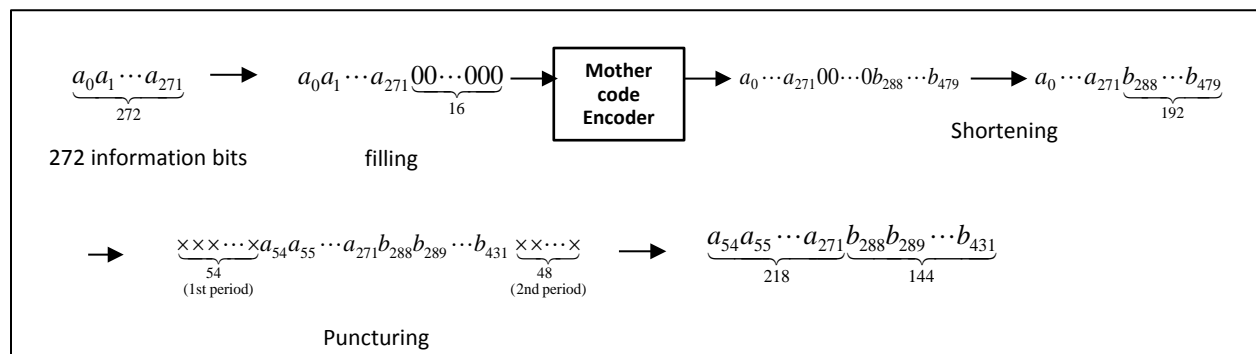 a₀a₁⋯a₂₇₁ → a₀a₁⋯a₂₇₁00⋯000 → Mother code Encoder → a₀⋯a₂₇₁00⋯0b₂₈₈⋯b₄₇₉ → a₀⋯a₂₇₁b₂₈₈⋯b₄₇₉
272 16 192
272 information bits filling Shortening
→ ×××⋯×a₅₄a₅₅⋯a₂₇₁b₂₈₈b₂₈₉⋯b₄₃₁ ××⋯× → a₅₄a₅₅⋯a₂₇₁b₂₈₈b₂₈₉⋯b₄₃₁
54 48 218 144
(1st period) (2nd period)
Puncturing